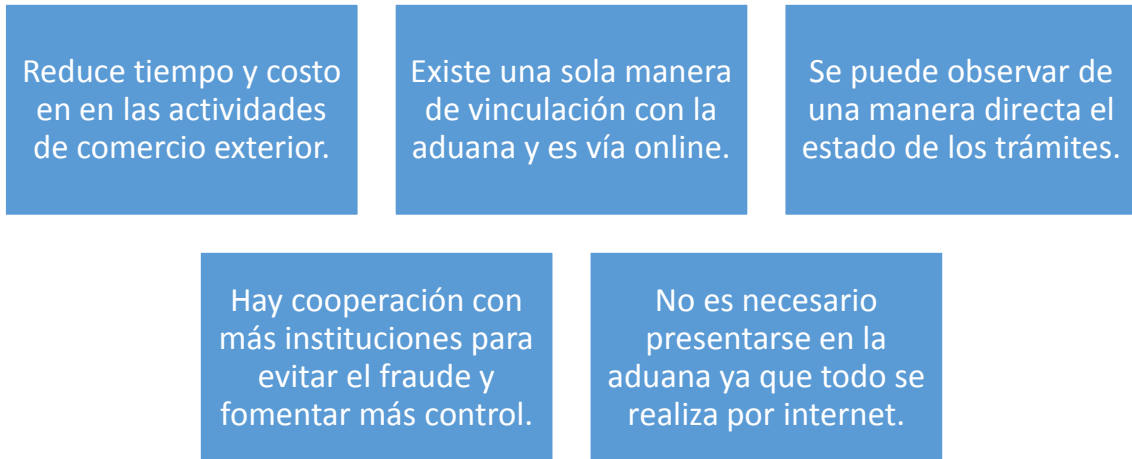 Reduce tiempo y costo
en en las actividades
de comercio exterior.
Existe una sola manera
de vinculación con la
aduana y es vía online.
Se puede observar de
una manera directa el
estado de los trámites.
Hay cooperación con
más instituciones para
evitar el fraude y
fomentar más control.
No es necesario
presentarse en la
aduana ya que todo se
realiza por internet.